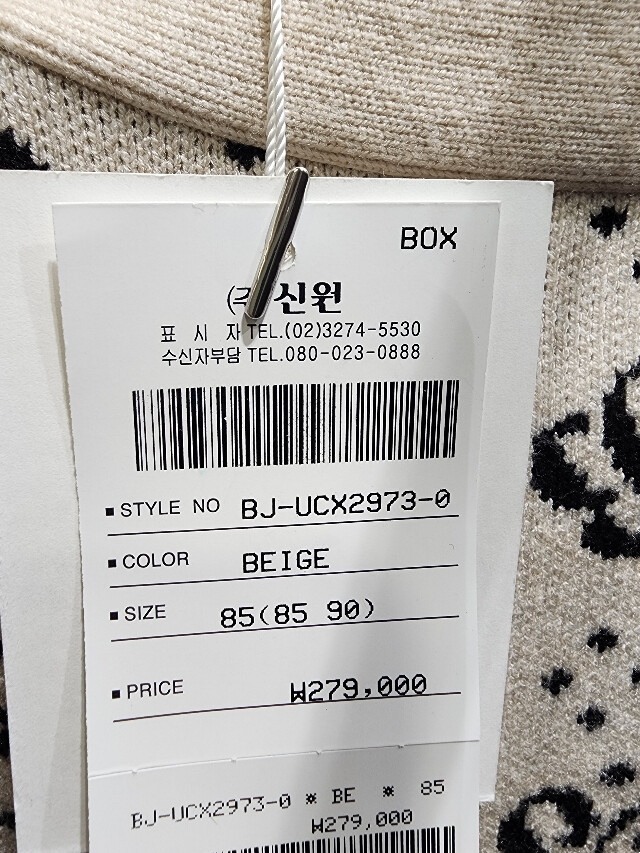 BOX
㈜신원
표 시 자 TEL.(02)3274-5530
수신자부담 TEL.080-023-0888
▪ STYLE NO BJ-UCX2973-0
▪ COLOR BEIGE
▪ SIZE 85(85 90)
▪ PRICE ₩279,000
BJ-UCX2973-0 * BE * 85
₩279,000